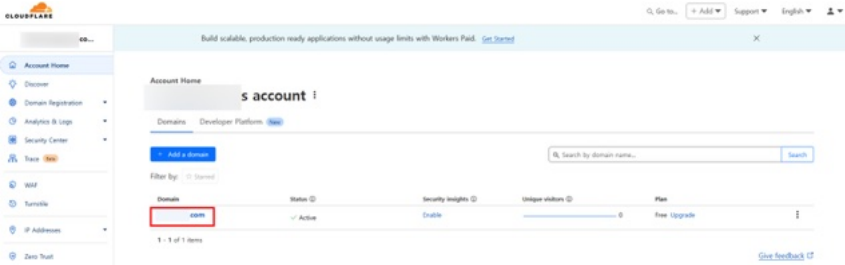 CLOUDFLARE
Go to...
+ Add
Support
English
co...
Build scalable, production ready applications without usage limits with Workers Paid. Get Started
Account Home
Discover
Domain Registration
Analytics & Logs
Security Center
Trace Beta
WAF
Turnstile
IP Addresses
Zero Trust
Account Home
s account
Domains Developer Platform New
+ Add a domain
Search by domain name...
Search
Filter by: Starred
Domain Status Security Insights Unique visitors Plan
com Active Enable 0 Free Upgrade
1 - 1 of 1 items
Give feedback